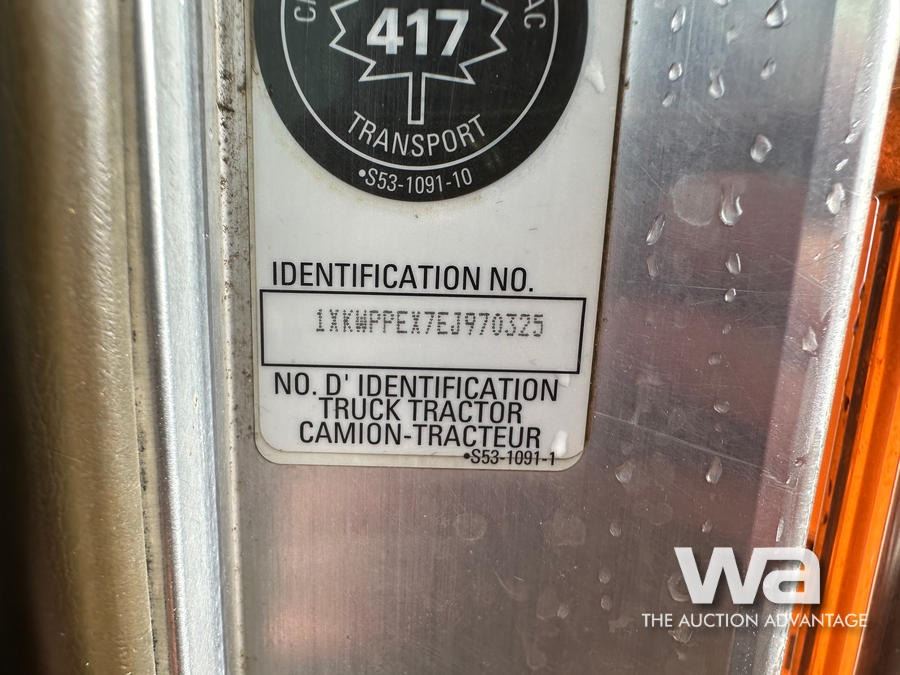 417
TRANSPORT
•S53-1091-10
IDENTIFICATION NO.
1XKWPPEX7EJ970325
NO. D' IDENTIFICATION
TRUCK TRACTOR
CAMION-TRACTEUR
•S53-1091-1
wa
THE AUCTION ADVANTAGE